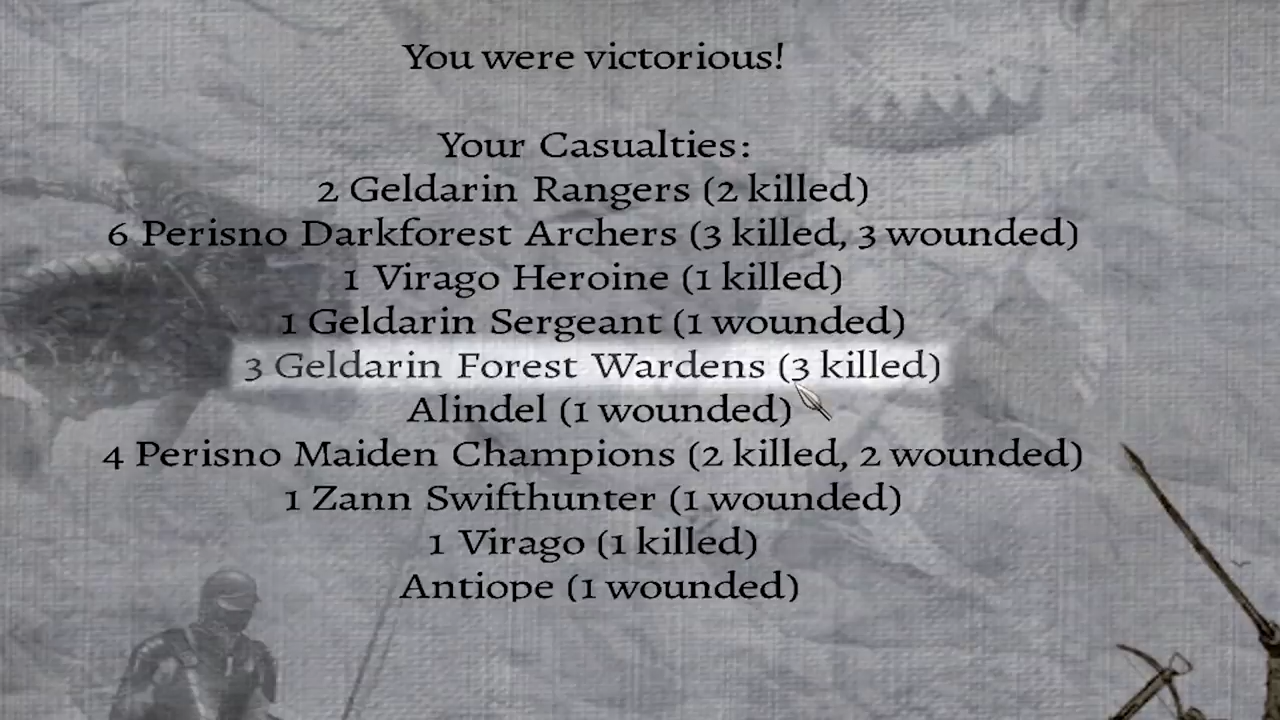 You were victorious!
Your Casualties:
2 Geldarin Rangers (2 killed)
6 Perisno Darkforest Archers (3 killed, 3 wounded)
1 Virago Heroine (1 killed)
1 Geldarin Sergeant (1 wounded)
3 Geldarin Forest Wardens (3 killed)
Alindel (1 wounded)
4 Perisno Maiden Champions (2 killed, 2 wounded)
1 Zann Swifthunter (1 wounded)
1 Virago (1 killed)
Antiope (1 wounded)